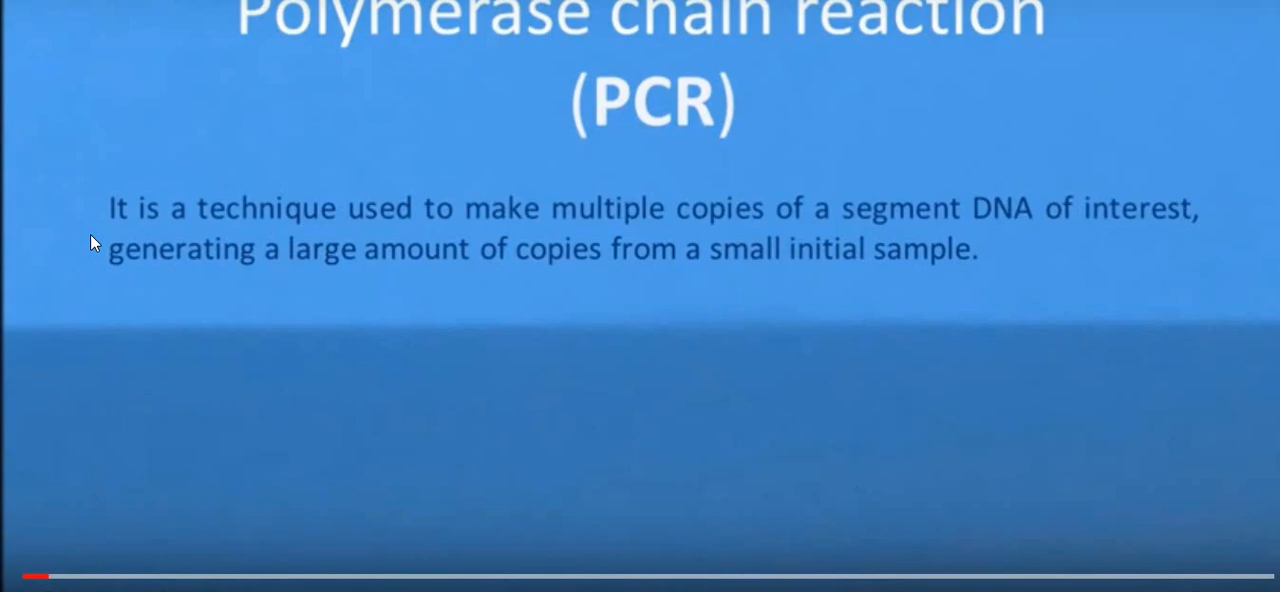 Polymerase chain reaction
(PCR)
It is a technique used to make multiple copies of a segment DNA of interest,
generating a large amount of copies from a small initial sample.